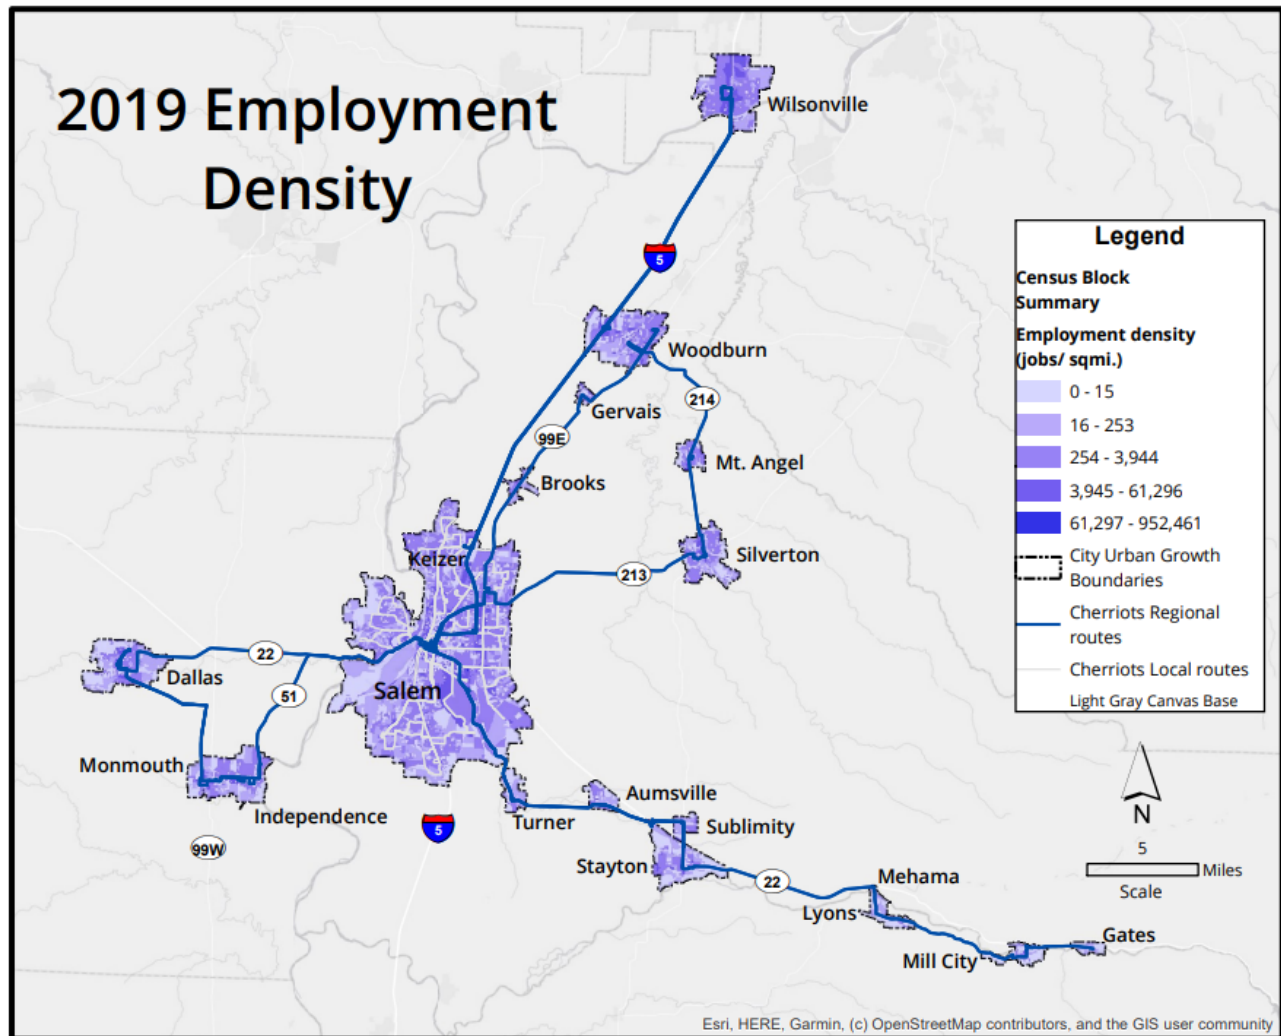 2019 Employment
Density
Wilsonville
5
Woodburn
Gervais
214
99E
Mt. Angel
Brooks
Keizer
Silverton
213
22
Dallas
51
Salem
Monmouth
Independence
99W
5
Turner
Aumsville
Sublimity
Stayton
22
Mehama
Lyons
Mill City
Gates
Legend
Census Block
Summary
Employment density
(jobs/ sqmi.)
0 - 15
16 - 253
254 - 3,944
3,945 - 61,296
61,297 - 952,461
City Urban Growth
Boundaries
Cherriots Regional
routes
Cherriots Local routes
Light Gray Canvas Base
N
5
Miles
Scale
Esri, HERE, Garmin, (c) OpenStreetMap contributors, and the GIS user community